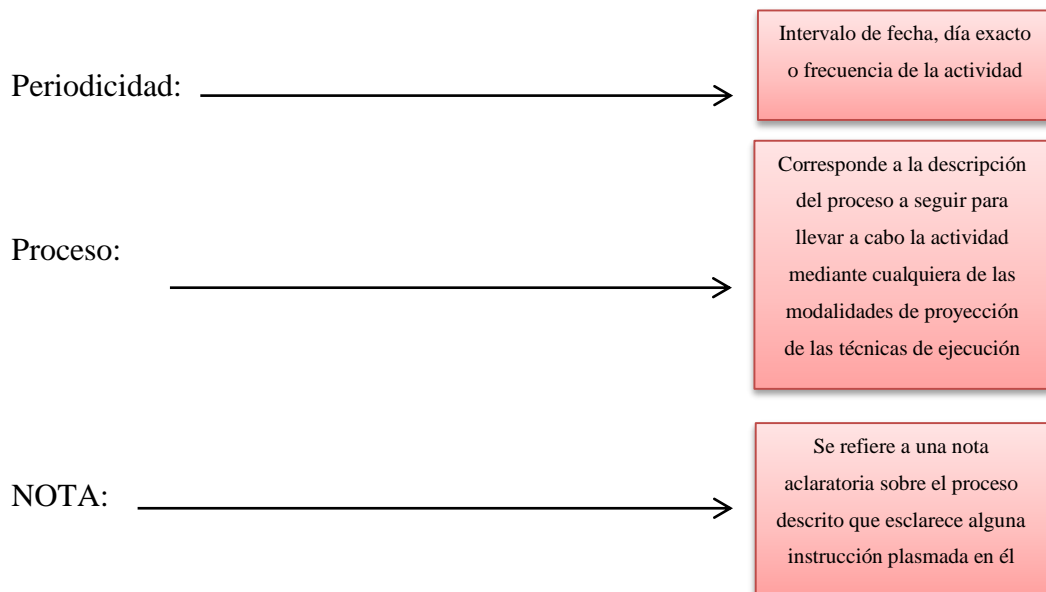 Periodicidad:
Intervalo de fecha, día exacto
o frecuencia de la actividad
Proceso:
Corresponde a la descripción
del proceso a seguir para
llevar a cabo la actividad
mediante cualquiera de las
modalidades de proyección
de las técnicas de ejecución
NOTA:
Se refiere a una nota
aclaratoria sobre el proceso
descrito que esclarece alguna
instrucción plasmada en él